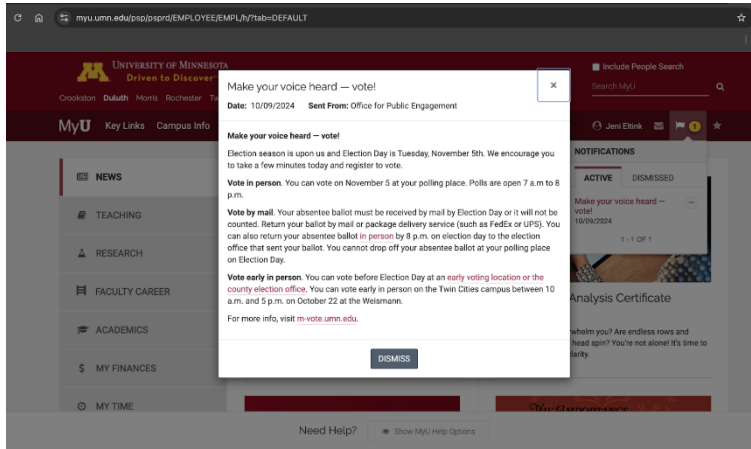 myu.umn.edu/psp/psprd/EMPLOYEE/EMPL/h/?tab=DEFAULT
UNIVERSITY OF MINNESOTA
Driven to Discover
Crookston Duluth Morris Rochester
Include People Search
Search MyU
MyU Key Links Campus Info
Jeni Eltink
1
NEWS
TEACHING
RESEARCH
FACULTY CAREER
ACADEMICS
$ MY FINANCES
MY TIME
Make your voice heard — vote!
×
Date: 10/09/2024 Sent From: Office for Public Engagement
Make your voice heard — vote!
Election season is upon us and Election Day is Tuesday, November 5th. We encourage you
to take a few minutes today and register to vote.
Vote in person. You can vote on November 5 at your polling place. Polls are open 7 a.m to 8
p.m.
Vote by mail. Your absentee ballot must be received by mail by Election Day or it will not be
counted. Return your ballot by mail or package delivery service (such as FedEx or UPS). You
can also return your absentee ballot in person by 8 p.m. on election day to the election
office that sent your ballot. You cannot drop off your absentee ballot at your polling place
on Election Day.
Vote early in person. You can vote before Election Day at an early voting location or the
county election office. You can vote early in person on the Twin Cities campus between 10
a.m. and 5 p.m. on October 22 at the Weismann.
For more info, visit m-vote.umn.edu.
DISMISS
NOTIFICATIONS
ACTIVE DISMISSED
Make your voice heard —
vote!
10/09/2024
1 - 1 OF 1
Analysis Certificate
whelm you? Are endless rows and
head spin? You're not alone! It's time to
Need Help? Show MyU Help Options